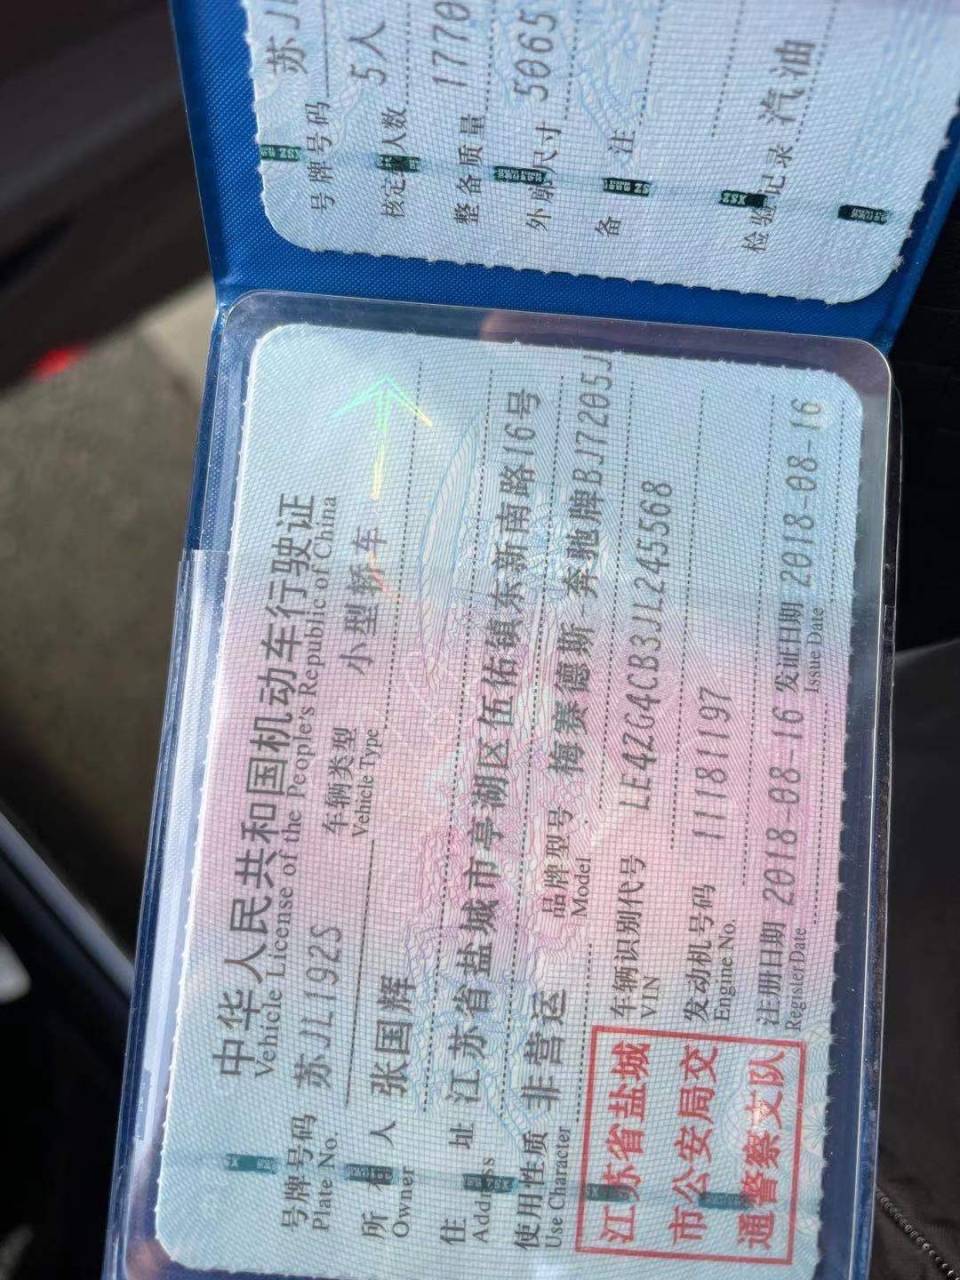 中华人民共和国机动车行驶证
Vehicle License of the People's Republic of China
号牌号码 苏JL192S 车辆类型 小型轿车
Plate No. Vehicle Type
所有人 张国辉
Owner
住址 江苏省盐城市亭湖区伍佑镇东新南路16号
Address
使用性质 非营运 品牌型号 梅赛德斯-奔驰牌BJ7205J
Use Character Model
江苏省盐城
市公安局交
通警察支队
车辆识别代号 LE4ZG4CB3JL245568
VIN
发动机号码 11181197
Engine No.
注册日期 2018-08-16 发证日期 2018-08-16
Register Date Issue Date
号牌号码 苏JL
核定载人数 5人
整备质量 1770
外廓尺寸 5065
备注
检验记录 汽油